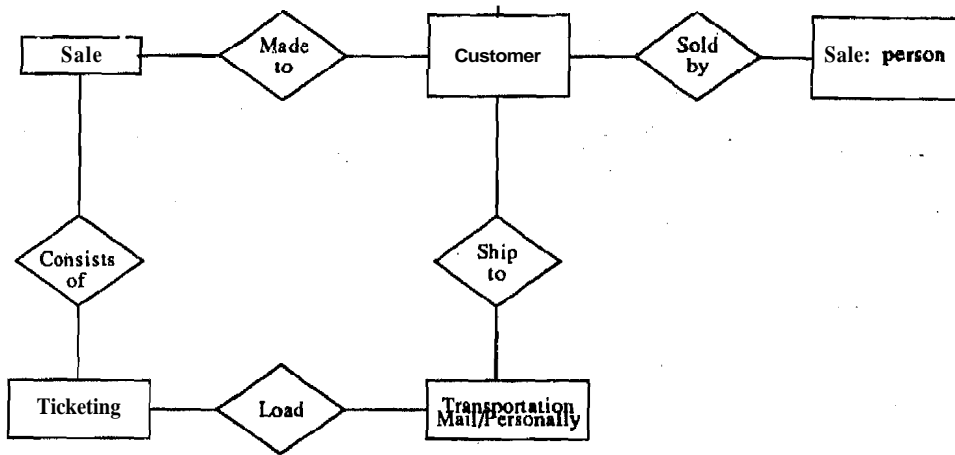 Sale
Made
to
Customer
Sold
by
Sale: person
Consists
of
Ship
to
Ticketing
Load
Transportation
Mail/Personally